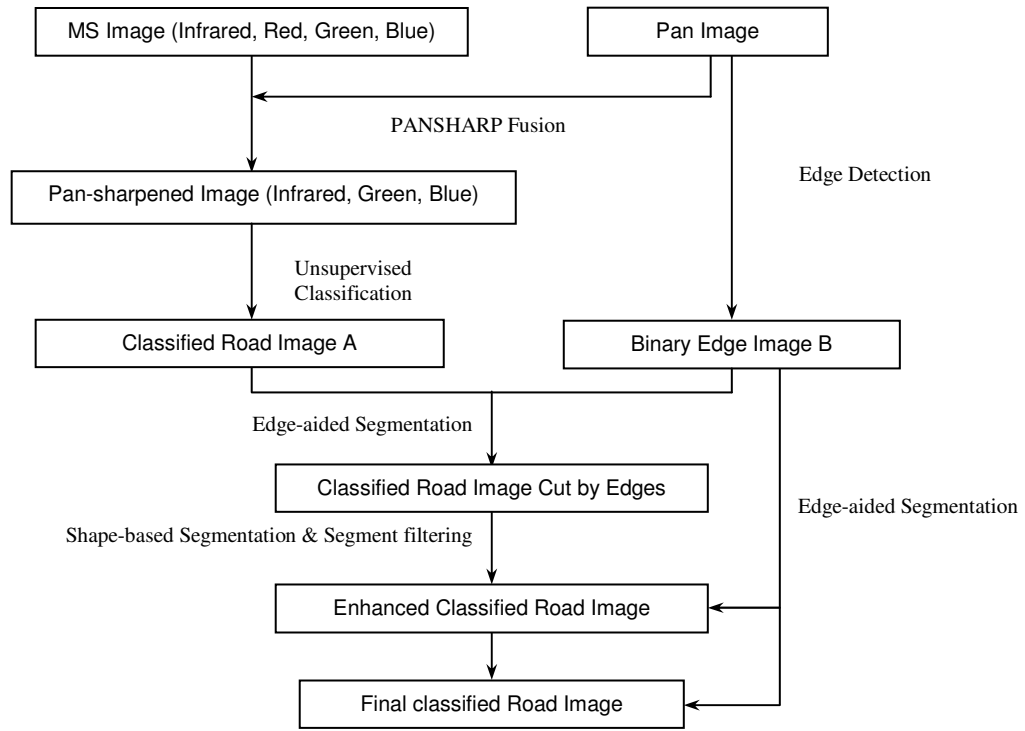 MS Image (Infrared, Red, Green, Blue)
Pan Image
PANSHARP Fusion
Edge Detection
Pan-sharpened Image (Infrared, Green, Blue)
Unsupervised
Classification
Classified Road Image A
Binary Edge Image B
Edge-aided Segmentation
Classified Road Image Cut by Edges
Edge-aided Segmentation
Shape-based Segmentation & Segment filtering
Enhanced Classified Road Image
Final classified Road Image